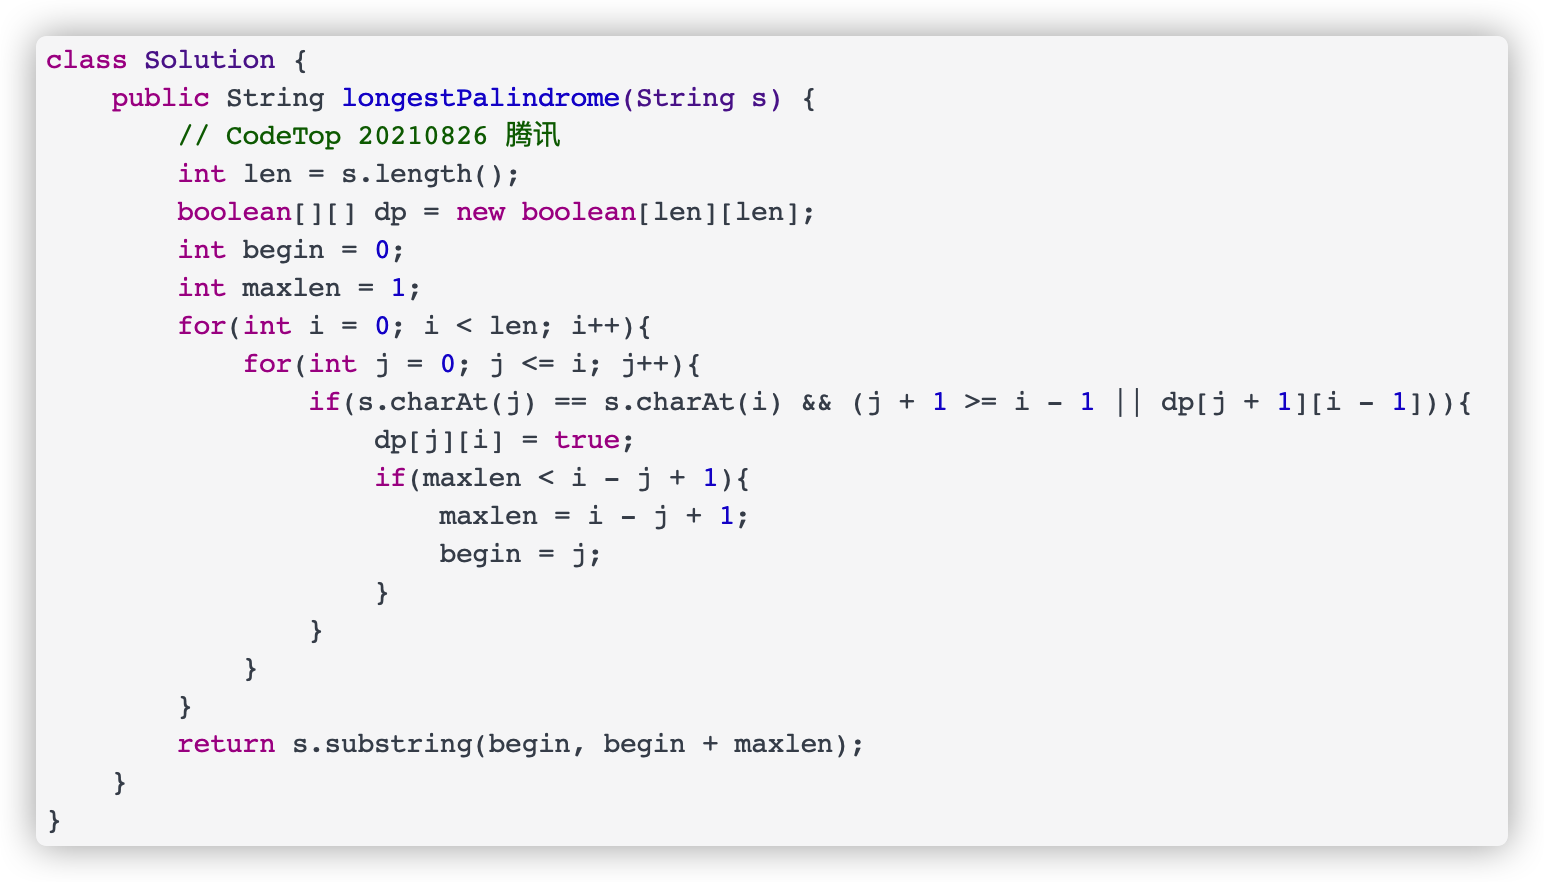 class Solution {
    public String longestPalindrome(String s) {
        // CodeTop 20210826 腾讯
        int len = s.length();
        boolean[][] dp = new boolean[len][len];
        int begin = 0;
        int maxlen = 1;
        for(int i = 0; i < len; i++){
            for(int j = 0; j <= i; j++){
                if(s.charAt(j) == s.charAt(i) && (j + 1 >= i - 1 || dp[j + 1][i - 1])){
                    dp[j][i] = true;
                    if(maxlen < i - j + 1){
                        maxlen = i - j + 1;
                        begin = j;
                    }
                }
            }
        }
        return s.substring(begin, begin + maxlen);
    }
}